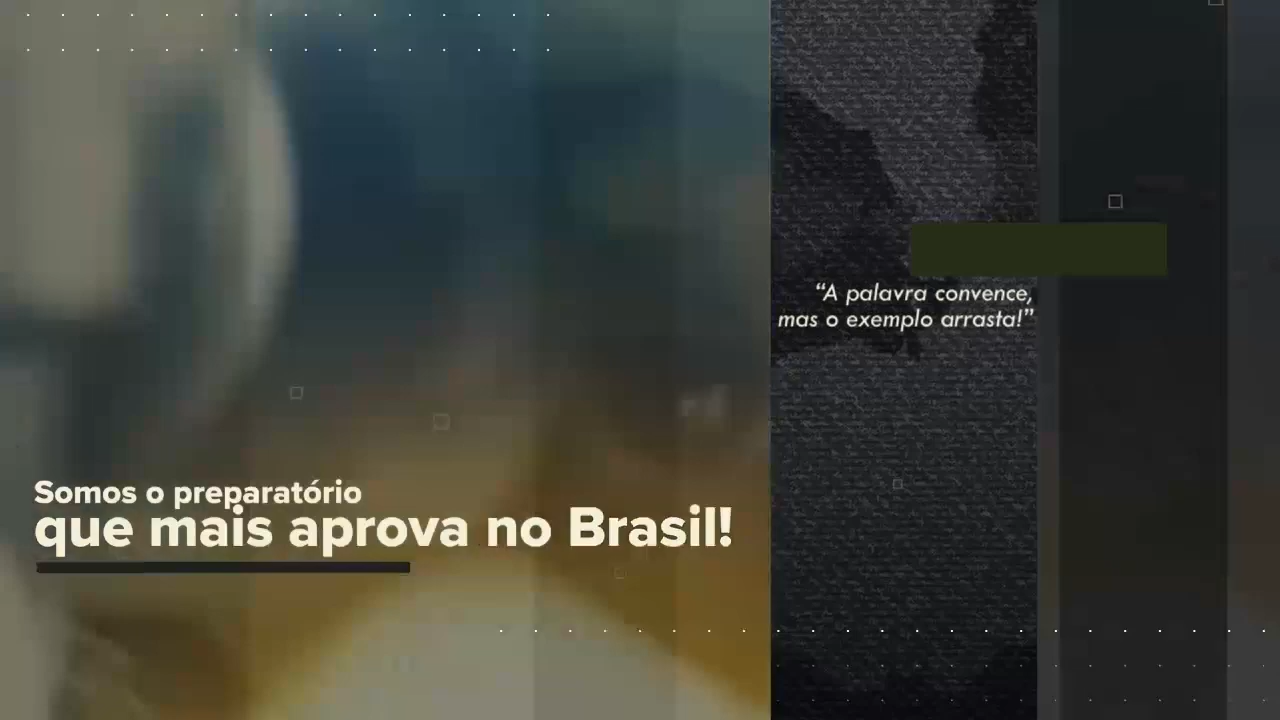 “A palavra convence,
mas o exemplo arrasta!”
Somos o preparatório
que mais aprova no Brasil!